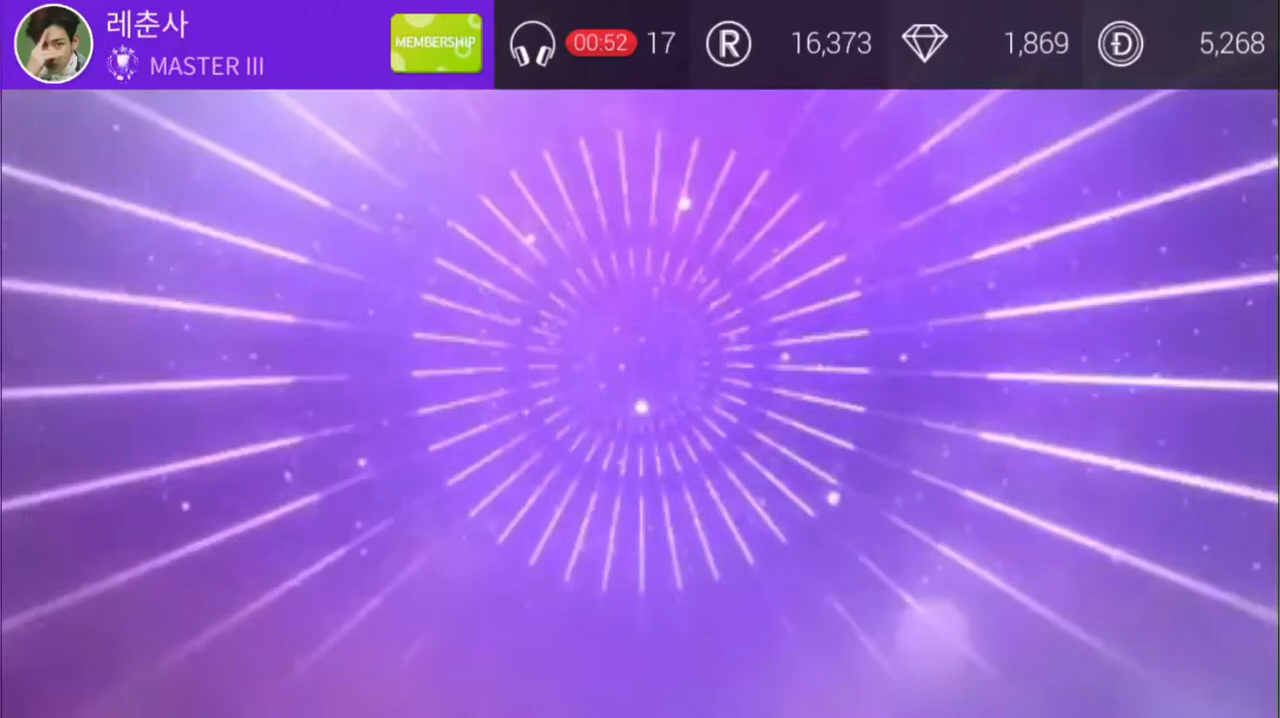 레춘사
MASTER III
MEMBERSHIP
00:52 17
R 16,373
1,869
D 5,268